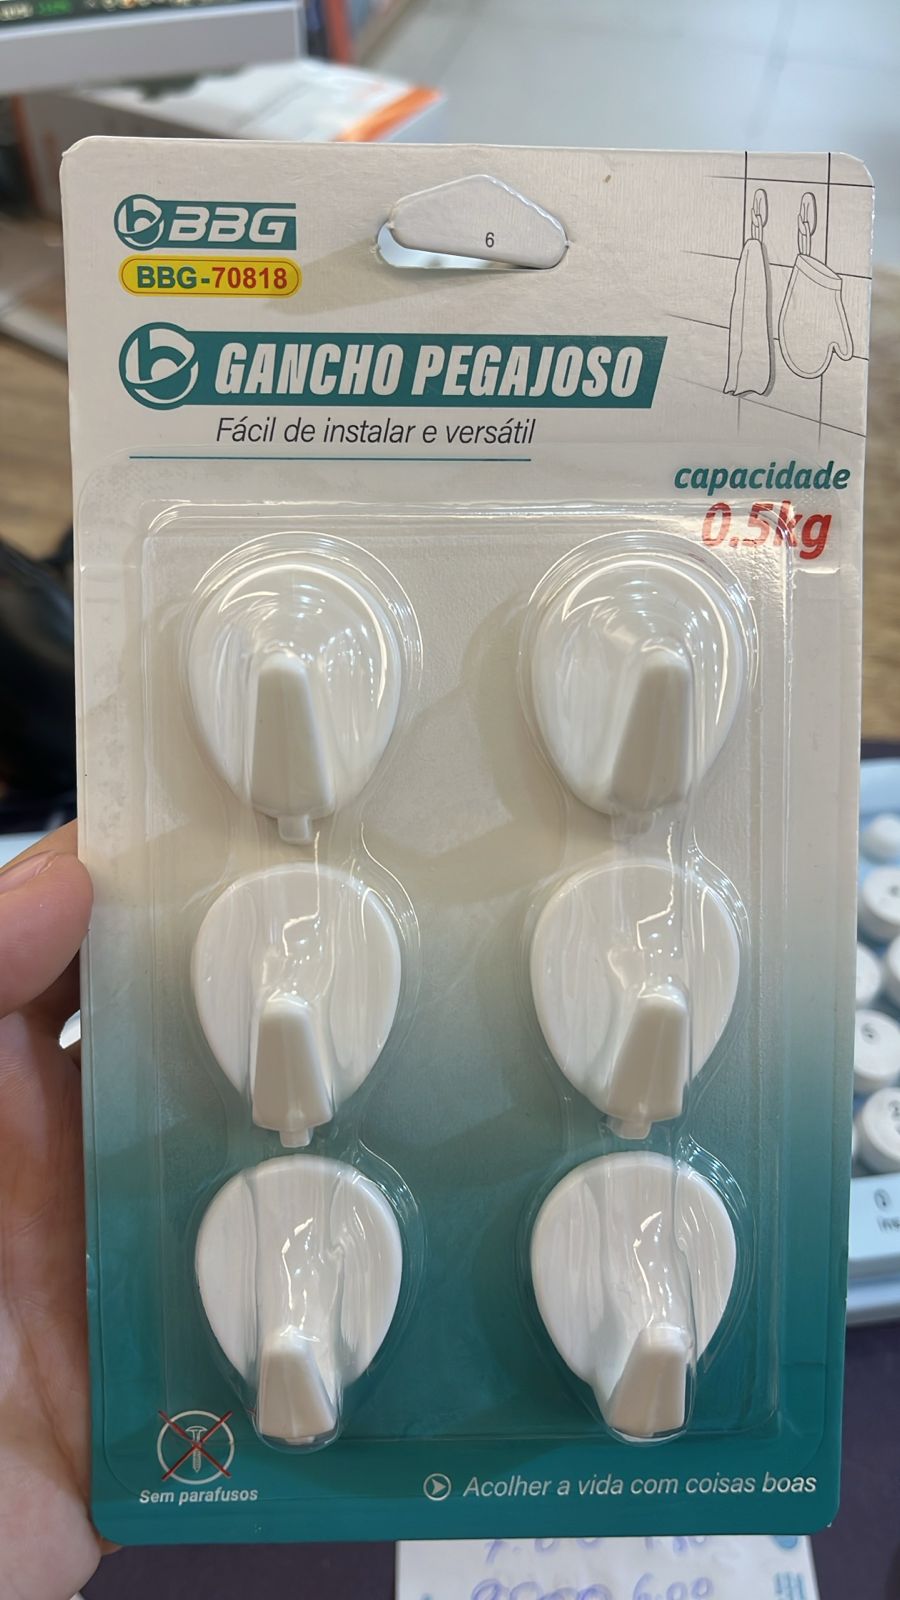 BBG
6
BBG-70818
GANCHO PEGAJOSO
Fácil de instalar e versátil
capacidade
0.5kg
Sem parafusos
Acolher a vida com coisas boas